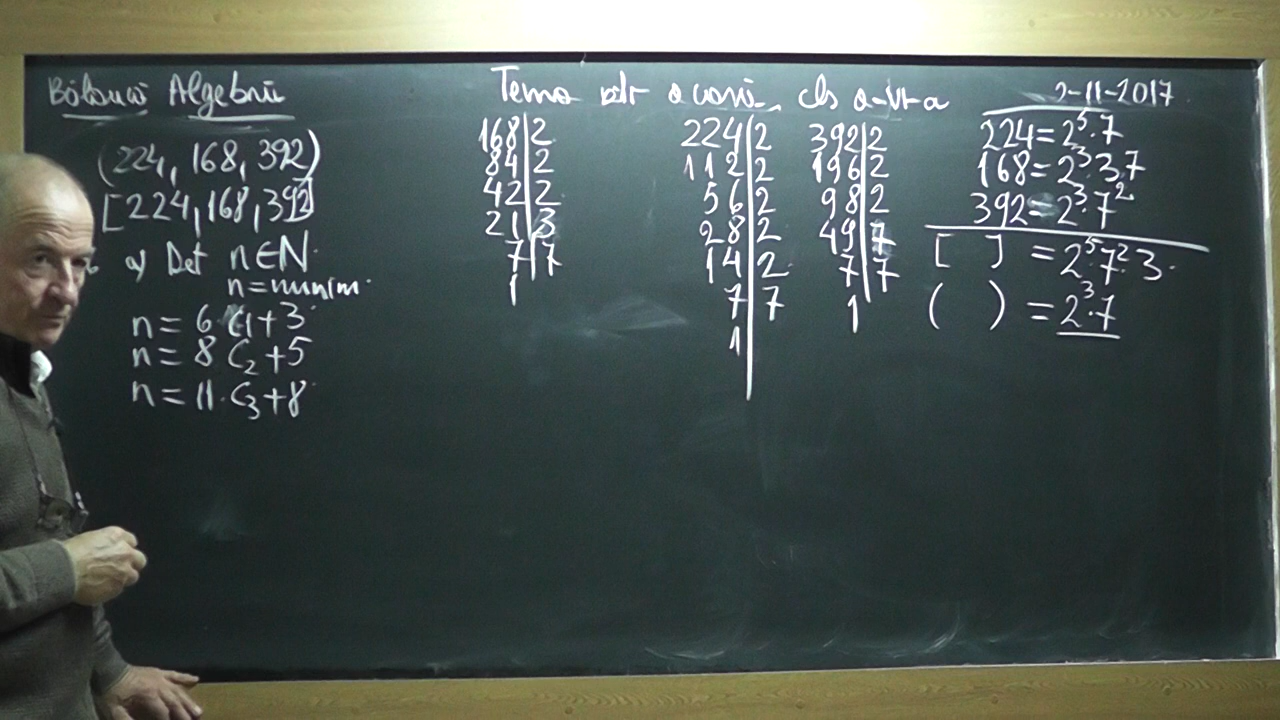 Algebră
Tema ptr acasă, cls a-VI-a
2-11-2017
(224, 168, 392)
[224, 168, 392]
a) Det n∈N
n=minim.
n = 6 C₁+3
n = 8 C₂+5
n = 11·C₃+8
168|2
84|2
42|2
21|3
7|7
1
224|2
112|2
56|2
28|2
14|2
7|7
1
392|2
196|2
98|2
49|7
7|7
1
224=2⁵·7
168=2³·3·7
392=2³·7²
[ ] = 2⁵·7²·3·
( ) = 2³·7